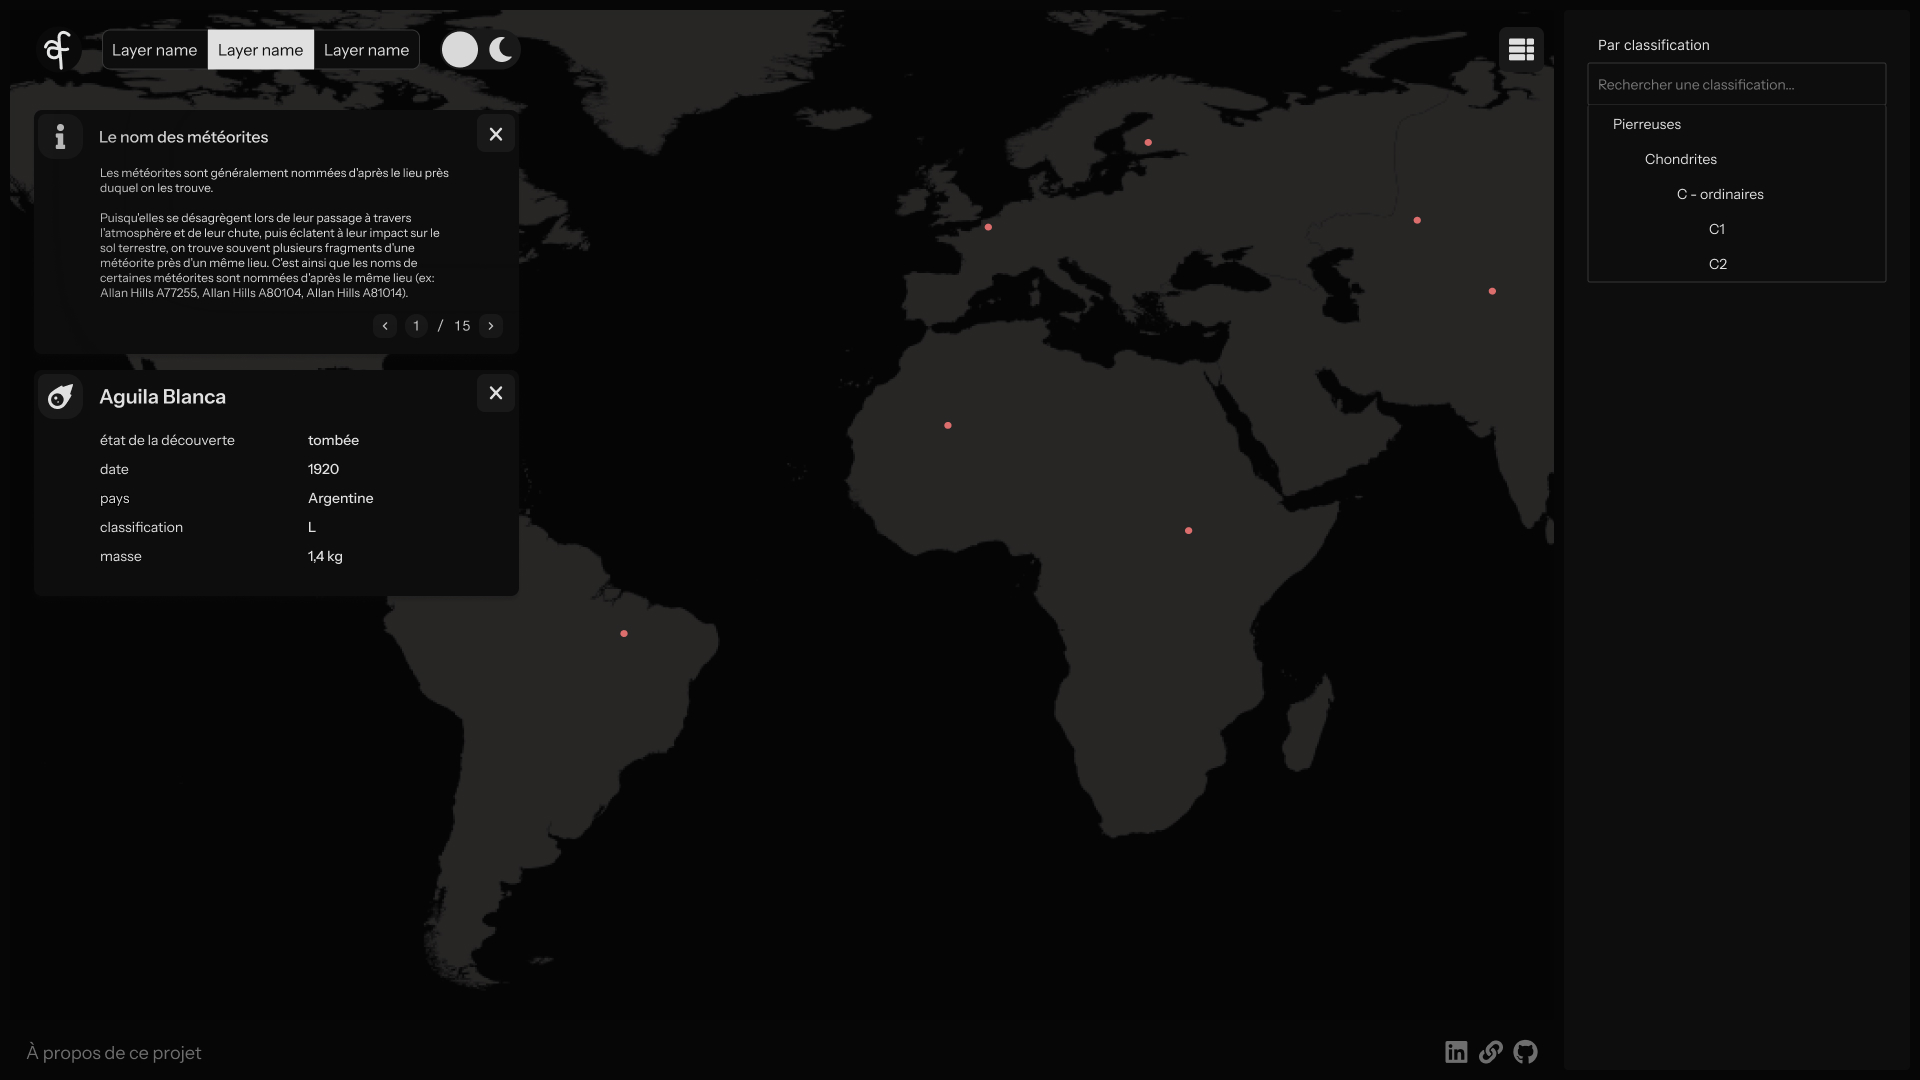 af
Layer name
Layer name
Layer name
Le nom des météorites
Les météorites sont généralement nommées d'après le lieu près
duquel on les trouve.
Puisqu'elles se désagrègent lors de leur passage à travers
l'atmosphère et de leur chute, puis éclatent à leur impact sur le
sol terrestre, on trouve souvent plusieurs fragments d'une
météorite près d'un même lieu. C'est ainsi que les noms de
certaines météorites sont nommées d'après le même lieu (ex:
Allan Hills A77255, Allan Hills A80104, Allan Hills A81014).
1 / 15
Aguila Blanca
état de la découverte tombée
date 1920
pays Argentine
classification L
masse 1,4 kg
À propos de ce projet
Par classification
Rechercher une classification...
Pierreuses
Chondrites
C - ordinaires
C1
C2